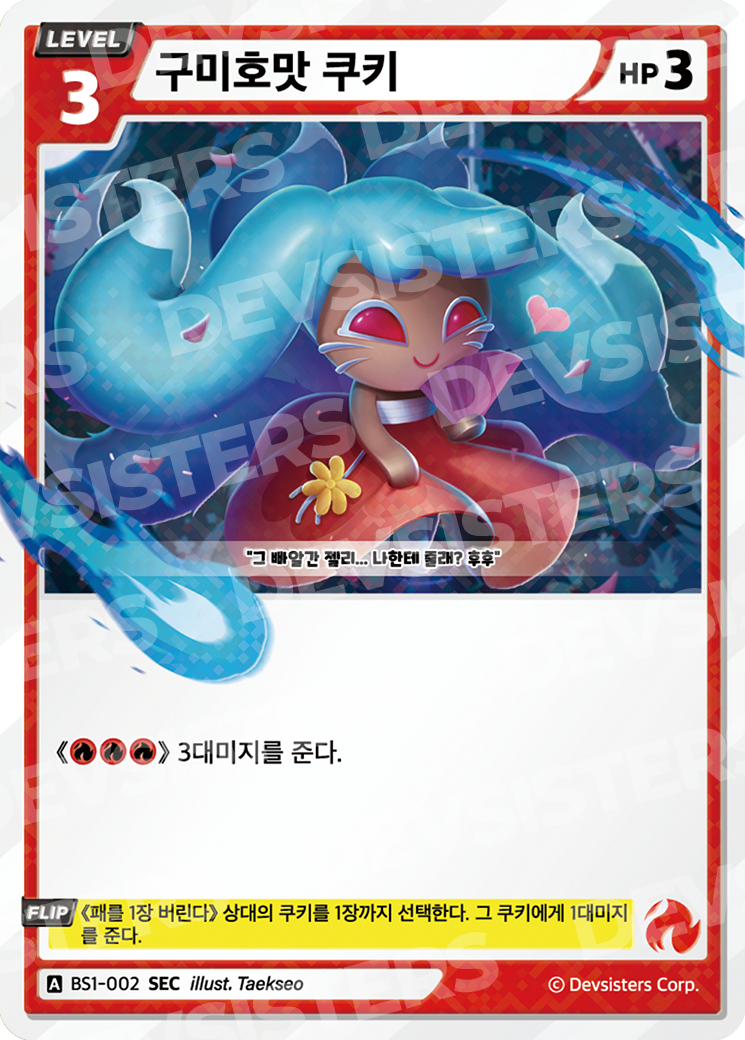 LEVEL
3
구미호맛 쿠키
HP 3
"그 빠알간 젤리... 나한테 줄래? 후후"
《》 3대미지를 준다.
FLIP 《패를 1장 버린다》 상대의 쿠키를 1장까지 선택한다. 그 쿠키에게 1대미지
를 준다.
A BS1-002 SEC illust. Taekseo
© Devsisters Corp.
DEVSISTERS